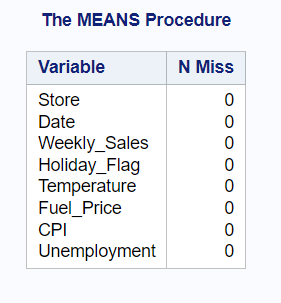 The MEANS Procedure
Variable N Miss
Store 0
Date 0
Weekly_Sales 0
Holiday_Flag 0
Temperature 0
Fuel_Price 0
CPI 0
Unemployment 0